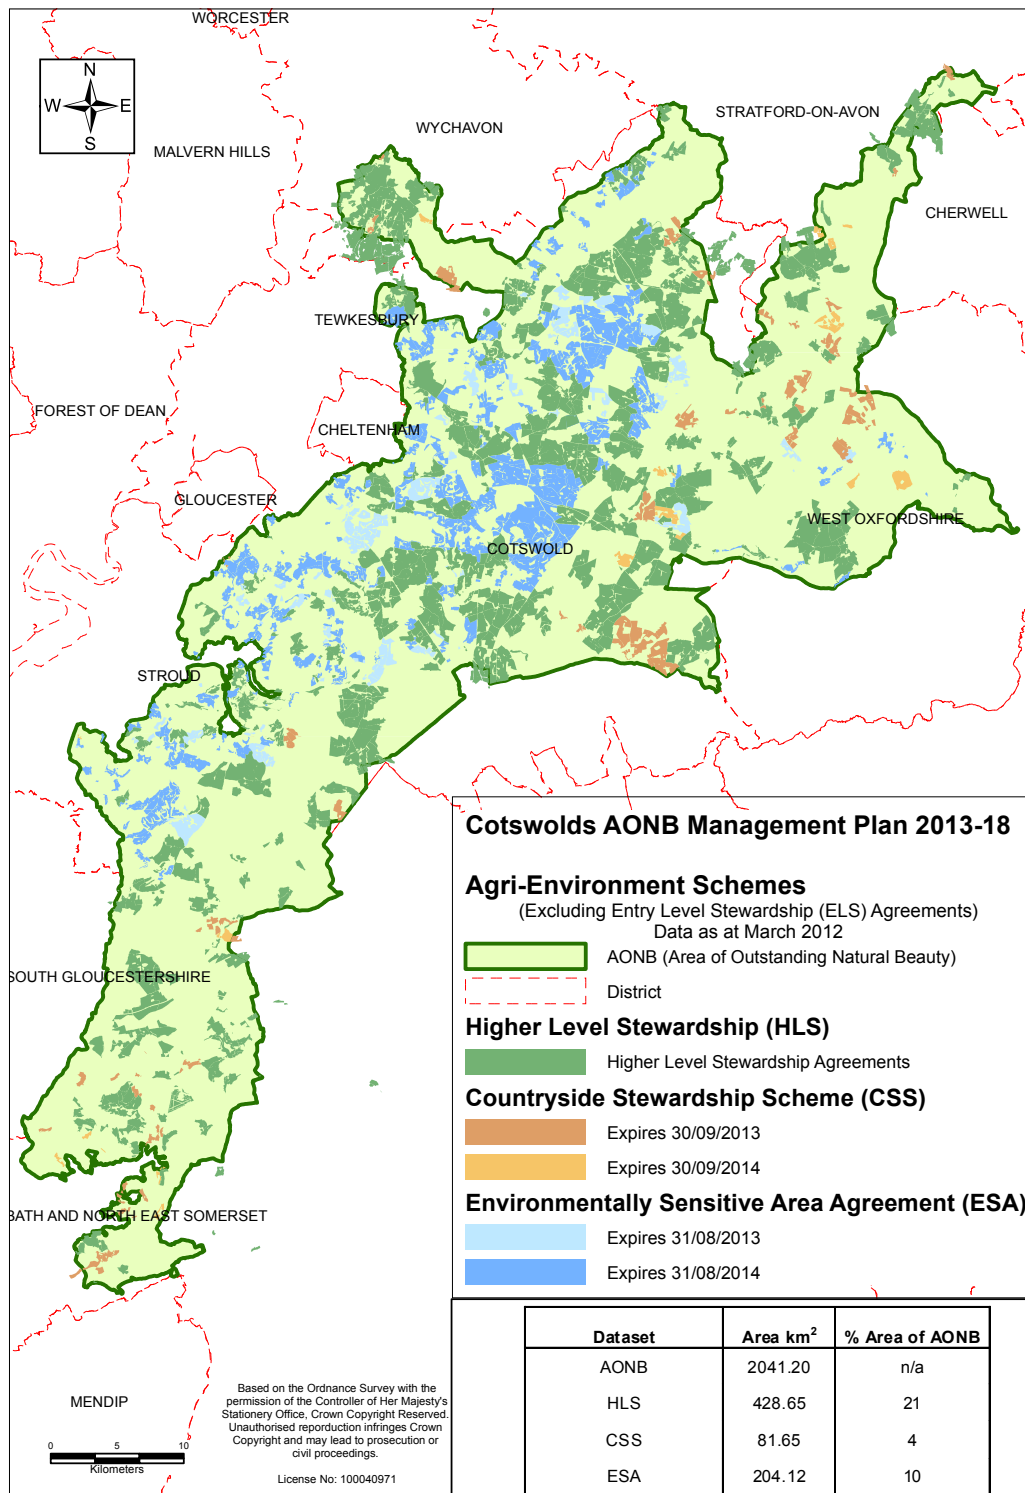 WORCESTER
N
W E
S
WYCHAVON
STRATFORD-ON-AVON
MALVERN HILLS
CHERWELL
TEWKESBURY
FOREST OF DEAN
CHELTENHAM
GLOUCESTER
WEST OXFORDSHIRE
COTSWOLD
STROUD
SOUTH GLOUCESTERSHIRE
BATH AND NORTH EAST SOMERSET
MENDIP
Cotswolds AONB Management Plan 2013-18
Agri-Environment Schemes
(Excluding Entry Level Stewardship (ELS) Agreements)
Data as at March 2012
AONB (Area of Outstanding Natural Beauty)
District
Higher Level Stewardship (HLS)
Higher Level Stewardship Agreements
Countryside Stewardship Scheme (CSS)
Expires 30/09/2013
Expires 30/09/2014
Environmentally Sensitive Area Agreement (ESA)
Expires 31/08/2013
Expires 31/08/2014
Dataset Area km² % Area of AONB
AONB 2041.20 n/a
HLS 428.65 21
CSS 81.65 4
ESA 204.12 10
Based on the Ordnance Survey with the
permission of the Controller of Her Majesty's
Stationery Office, Crown Copyright Reserved.
Unauthorised reporduction infringes Crown
Copyright and may lead to prosecution or
civil proceedings.
License No: 100040971
0 5 10
Kilometers